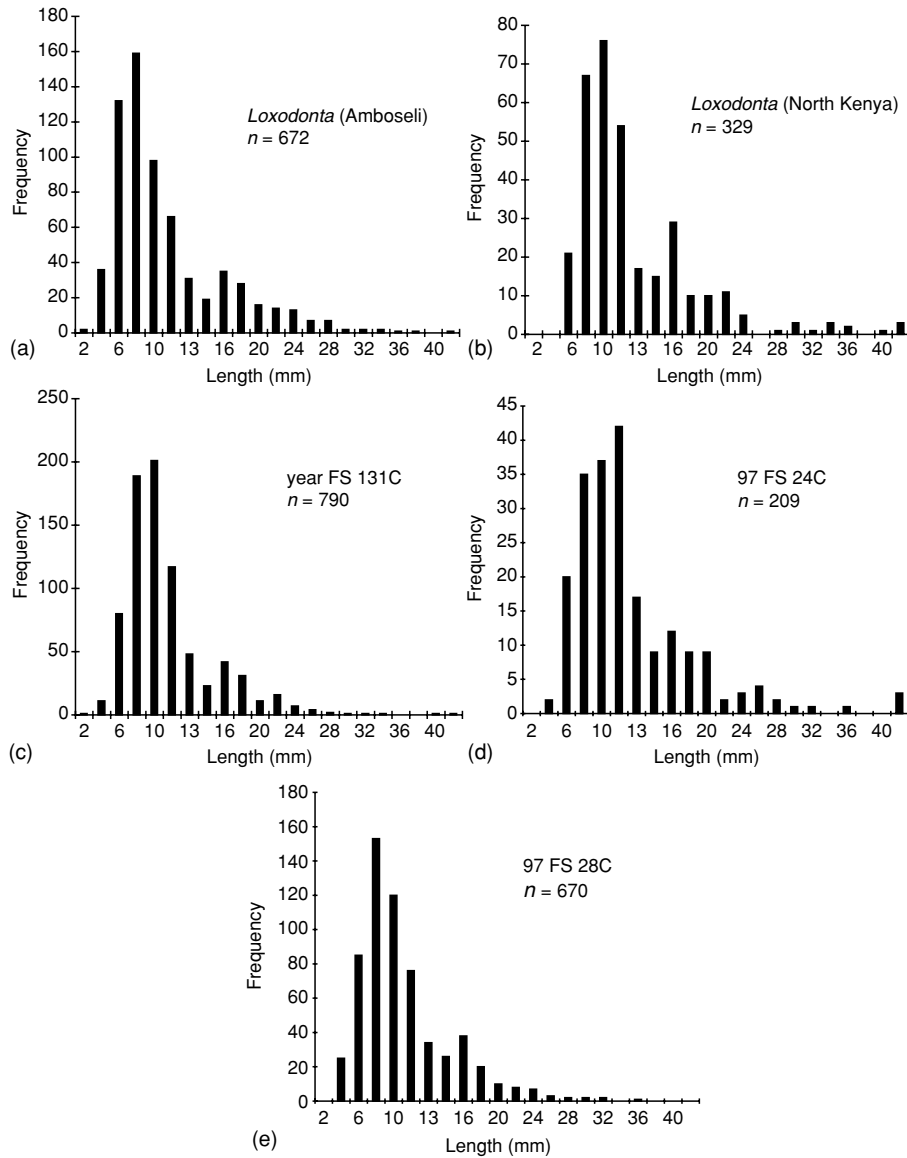 180
160
140
120
100
80
60
40
20
0
Frequency
Loxodonta (Amboseli)
n = 672
2 6 10 13 16 20 24 28 32 36 40
Length (mm)
(a)
80
70
60
50
40
30
20
10
0
Frequency
Loxodonta (North Kenya)
n = 329
2 6 10 13 16 20 24 28 32 36 40
Length (mm)
(b)
250
200
150
100
50
0
Frequency
year FS 131C
n = 790
2 6 10 13 16 20 24 28 32 36 40
Length (mm)
(c)
45
40
35
30
25
20
15
10
5
0
Frequency
97 FS 24C
n = 209
2 6 10 13 16 20 24 28 32 36 40
Length (mm)
(d)
180
160
140
120
100
80
60
40
20
0
Frequency
97 FS 28C
n = 670
2 6 10 13 16 20 24 28 32 36 40
Length (mm)
(e)